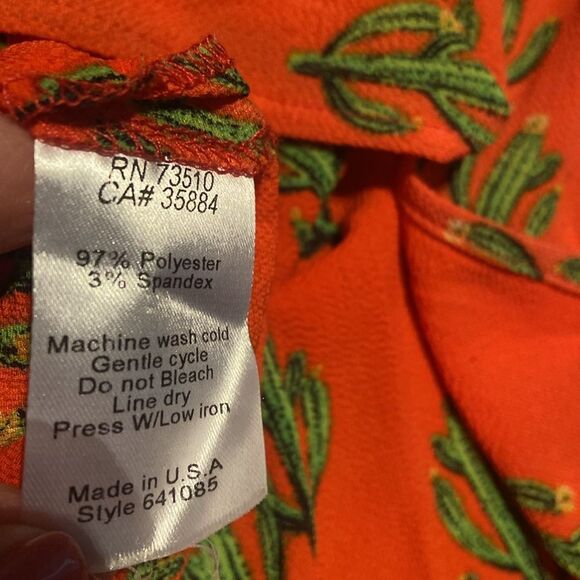 RN 73510
CA# 35884
97% Polyester
3% Spandex
Machine wash cold
Gentle cycle
Do not Bleach
Line dry
Press W/Low iron
Made in U.S.A
Style 641085